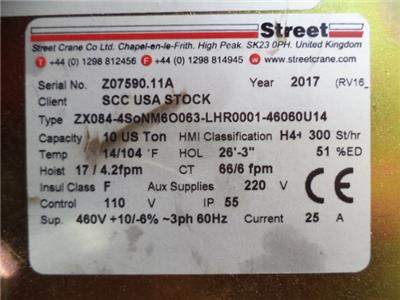 Street
Street Crane Co Ltd. Chapel-en-le-Frith. High Peak. SK23 0PH. United Kingdom
T +44 (0) 1298 812456 F +44 (0) 1298 814945 www.streetcrane.com
Serial No. Z07590.11A Year 2017 (RV16
Client SCC USA STOCK
Type ZX084-4SoNM6O063-LHR0001-46060U14
Capacity 10 US Ton HMI Classification H4+ 300 St/hr
Temp 14/104 °F HOL 26'-3" 51 %ED
Hoist 17 / 4.2fpm CT 66/6 fpm
Insul Class F Aux Supplies 220 V
Control 110 V IP 55
Sup. 460V +10/-6% ~3ph 60Hz Current 25 A